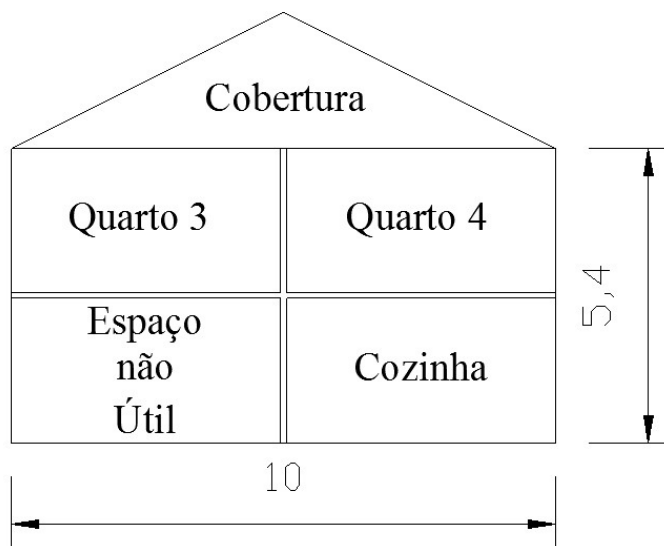 Cobertura
Quarto 3
Quarto 4
Espaço
não
Útil
Cozinha
5,4
10